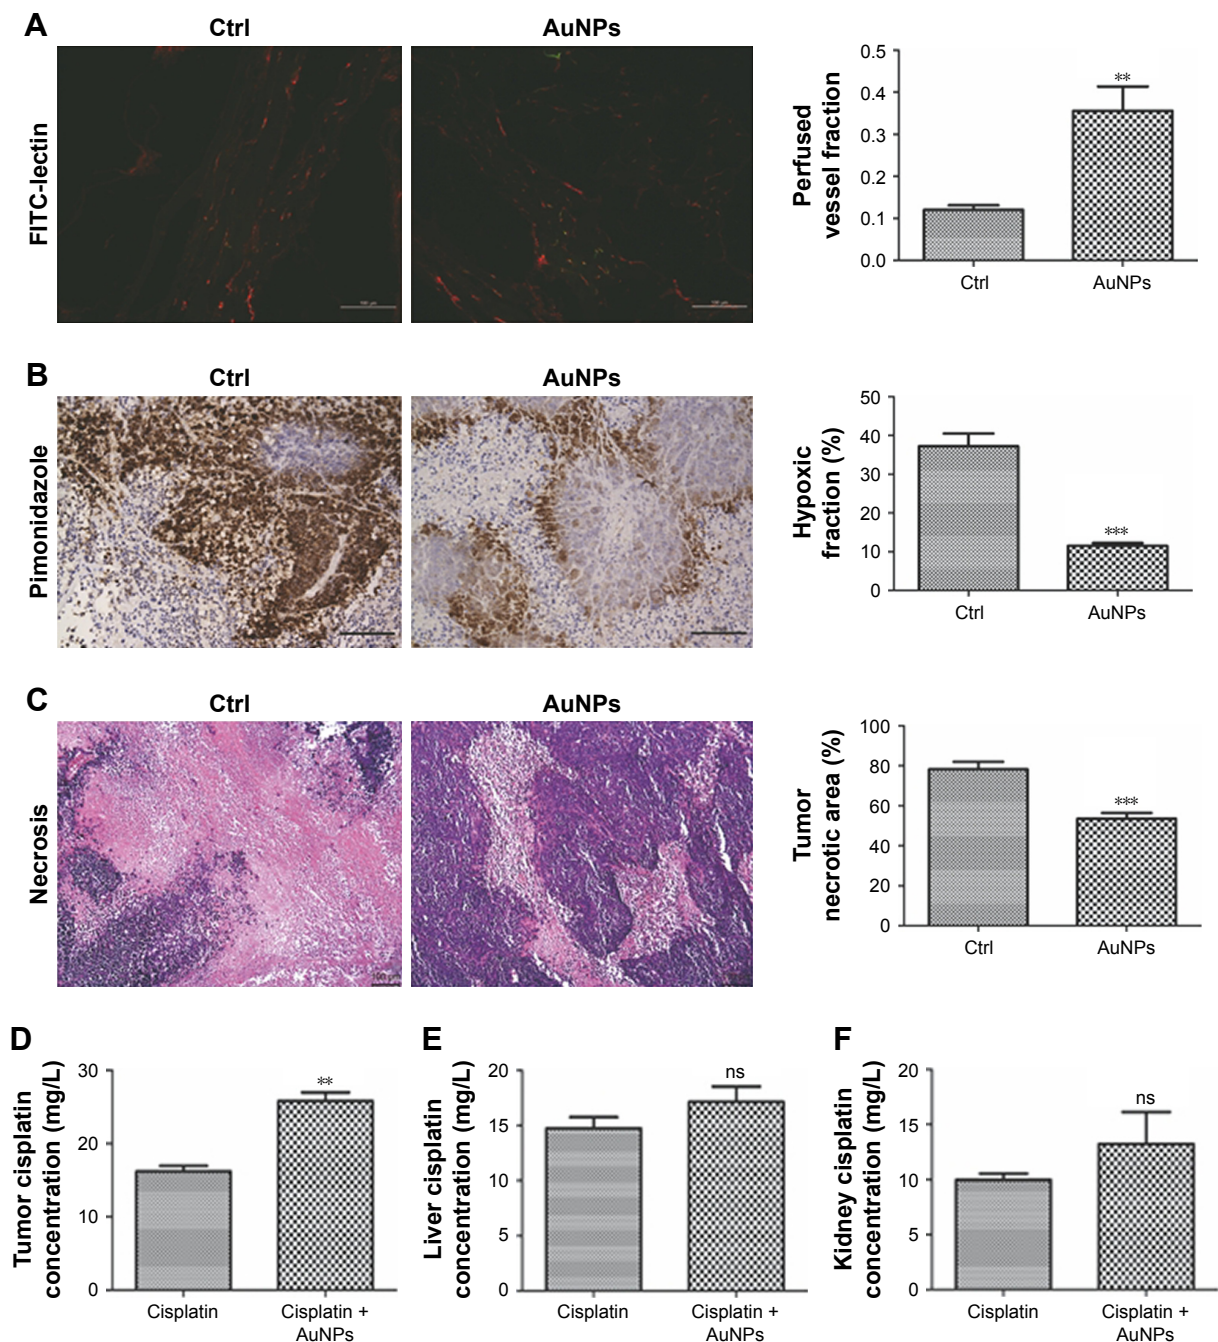 A
Ctrl
AuNPs
FITC-lectin
100 μm
Perfused
vessel fraction
0.5
0.4
0.3
0.2
0.1
0.0
**
Ctrl
AuNPs
B
Ctrl
AuNPs
Pimonidazole
Hypoxic
fraction (%)
50
40
30
20
10
0
***
Ctrl
AuNPs
C
Ctrl
AuNPs
Necrosis
Tumor
necrotic area (%)
100
80
60
40
20
0
***
Ctrl
AuNPs
D
Tumor cisplatin
concentration (mg/L)
30
20
10
0
**
Cisplatin
Cisplatin +
AuNPs
E
Liver cisplatin
concentration (mg/L)
20
15
10
5
0
ns
Cisplatin
Cisplatin +
AuNPs
F
Kidney cisplatin
concentration (mg/L)
20
15
10
5
0
ns
Cisplatin
Cisplatin +
AuNPs